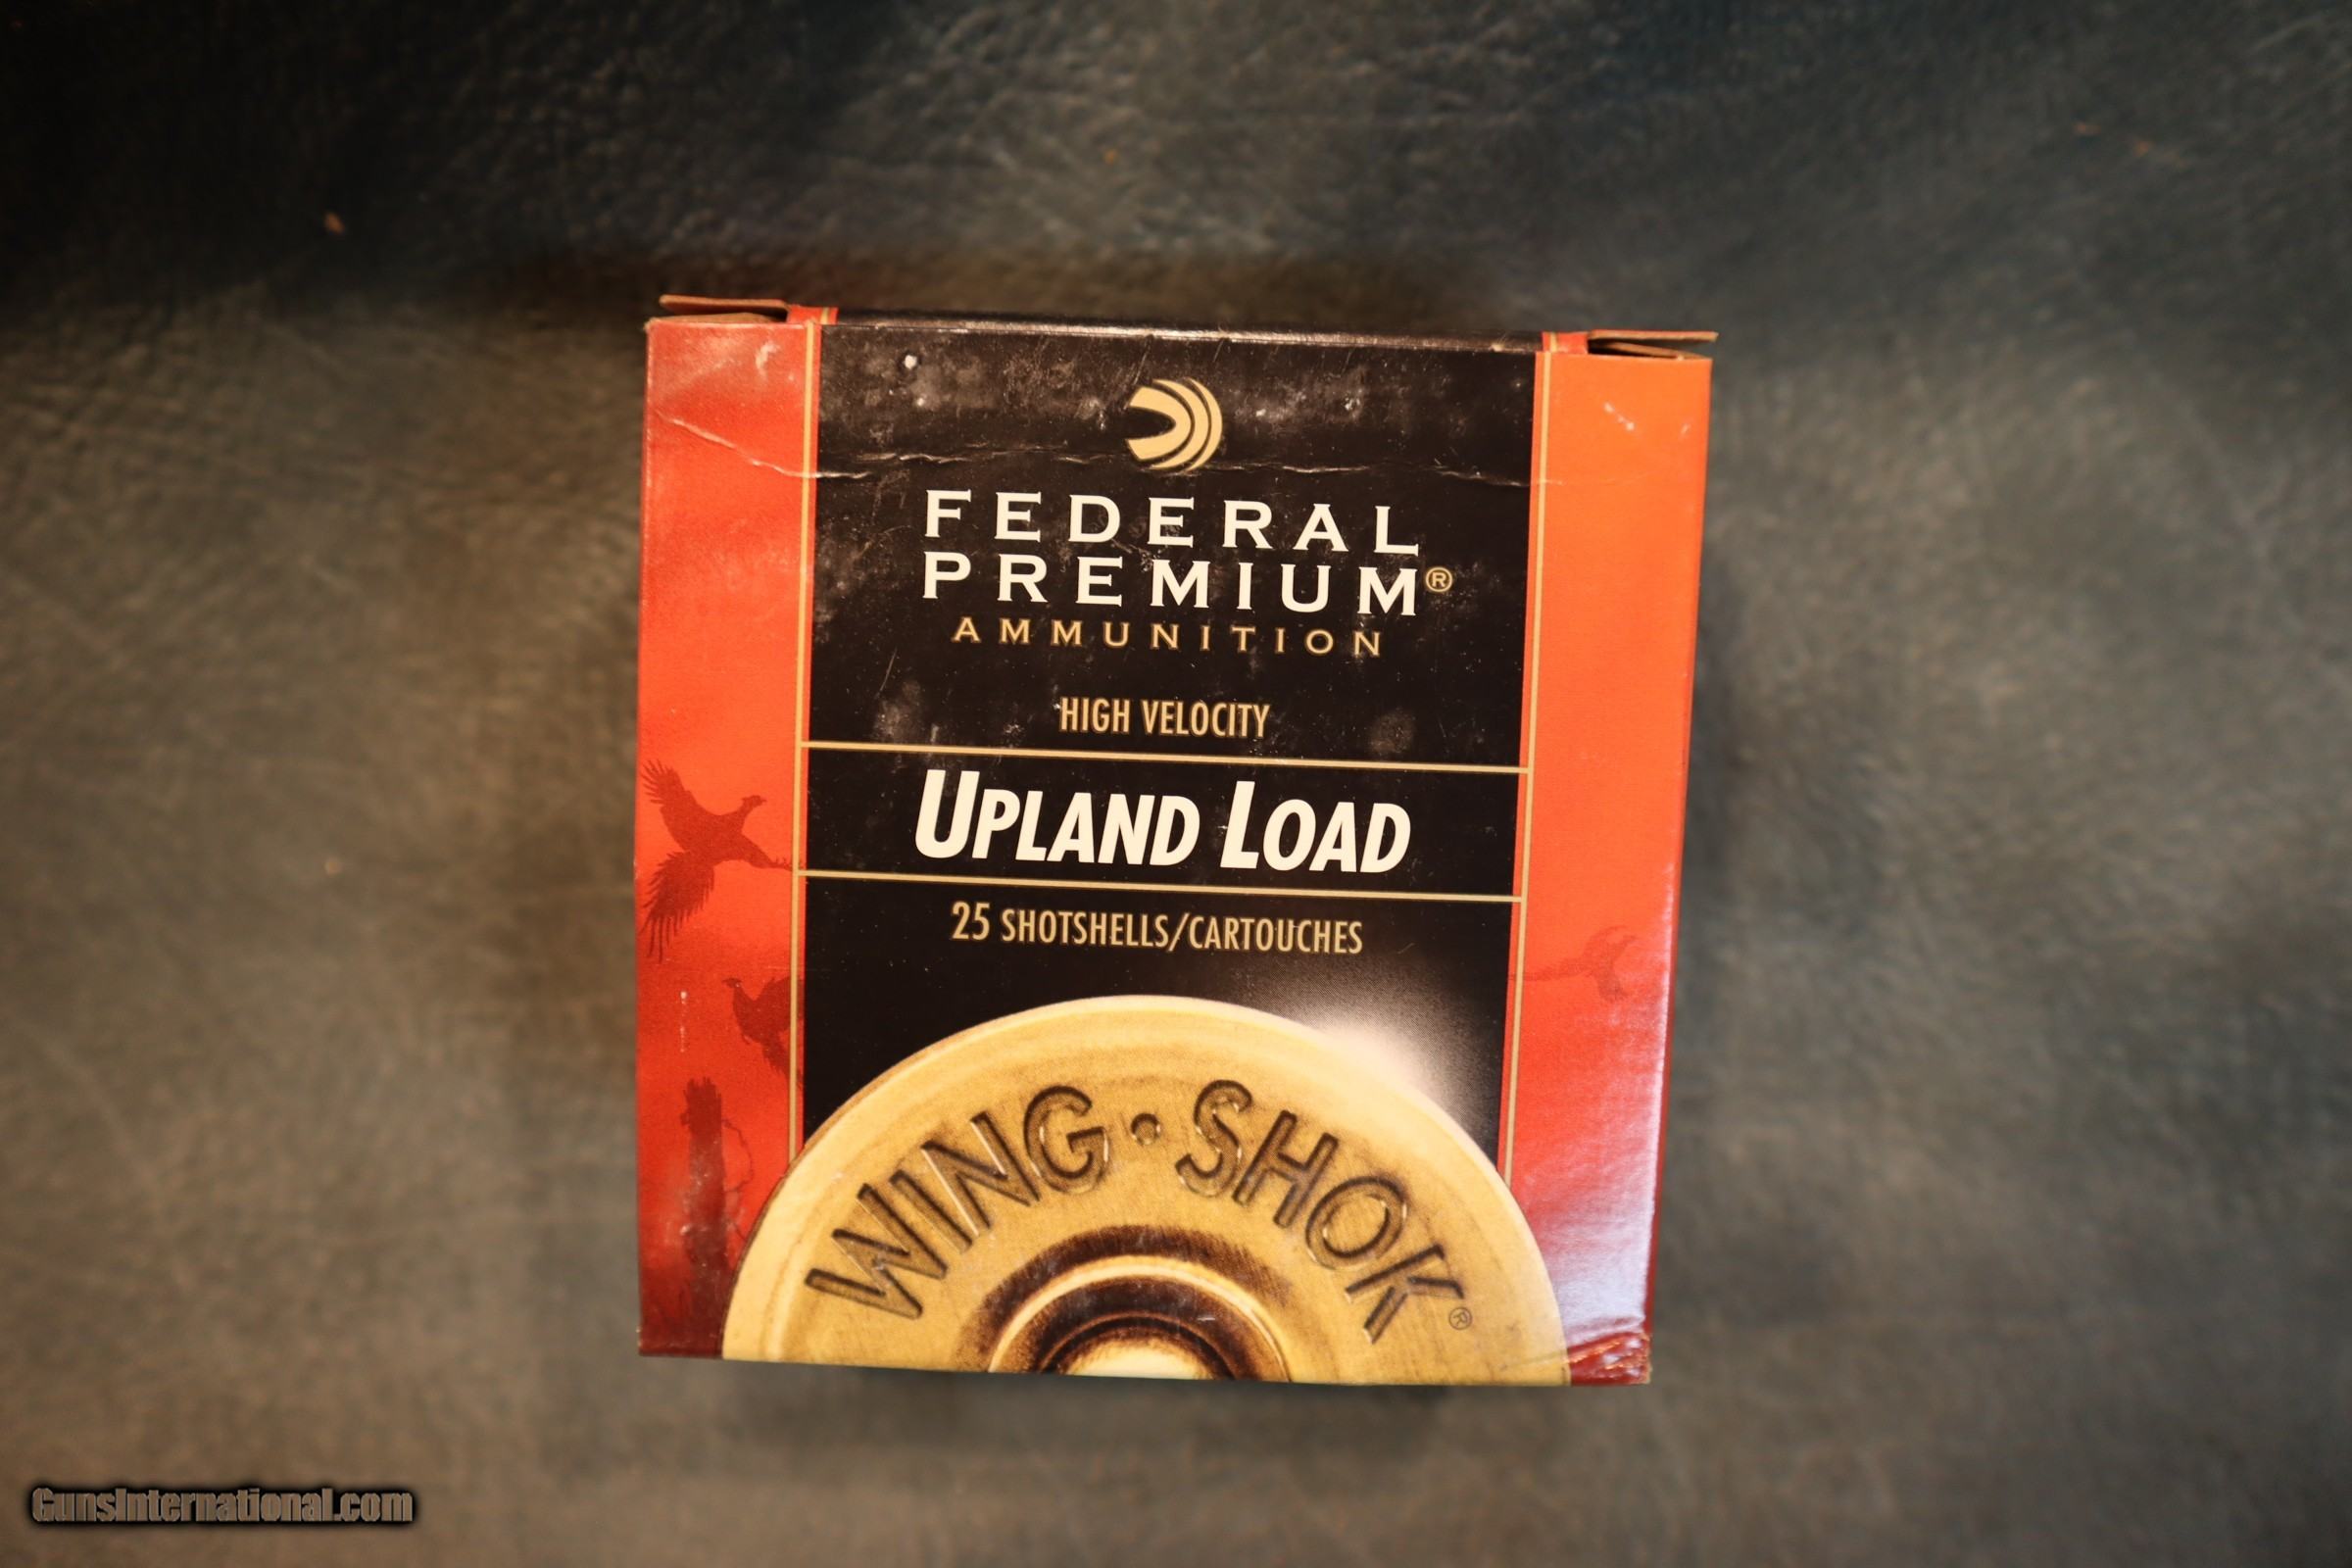 FEDERAL
PREMIUM®
AMMUNITION
HIGH VELOCITY
UPLAND LOAD
25 SHOTSHELLS/CARTOUCHES
WING·SHOK®
GunsInternational.com